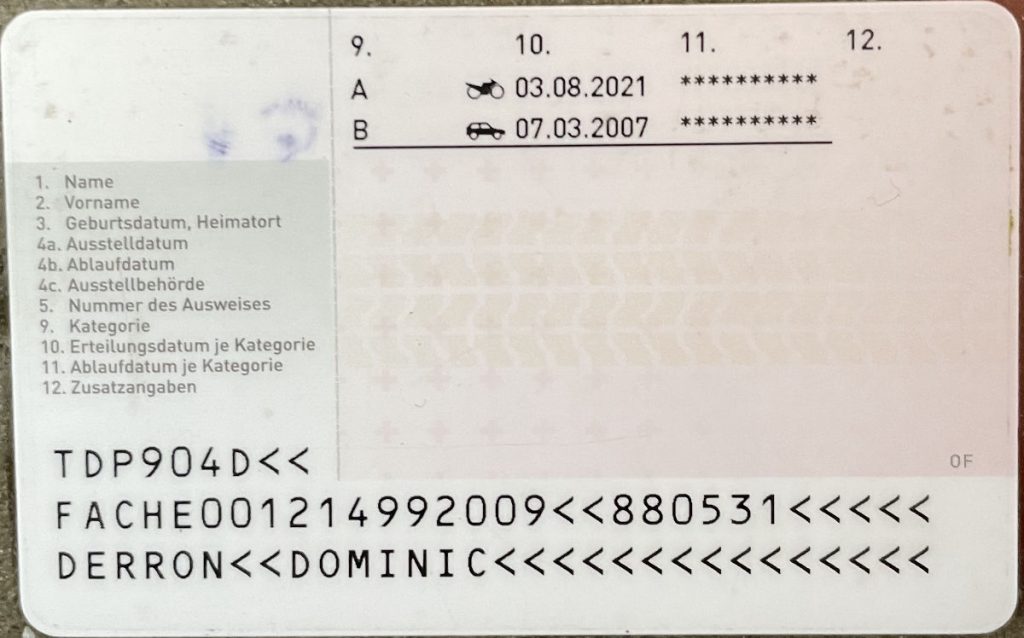 9. 10. 11. 12.
A 03.08.2021 **********
B 07.03.2007 **********
1. Name
2. Vorname
3. Geburtsdatum, Heimatort
4a. Ausstelldatum
4b. Ablaufdatum
4c. Ausstellbehörde
5. Nummer des Ausweises
9. Kategorie
10. Erteilungsdatum je Kategorie
11. Ablaufdatum je Kategorie
12. Zusatzangaben
OF
TDP904D<<
FACHE001214992009<<880531<<<<<
DERRON<<DOMINIC<<<<<<<<<<<<<<<